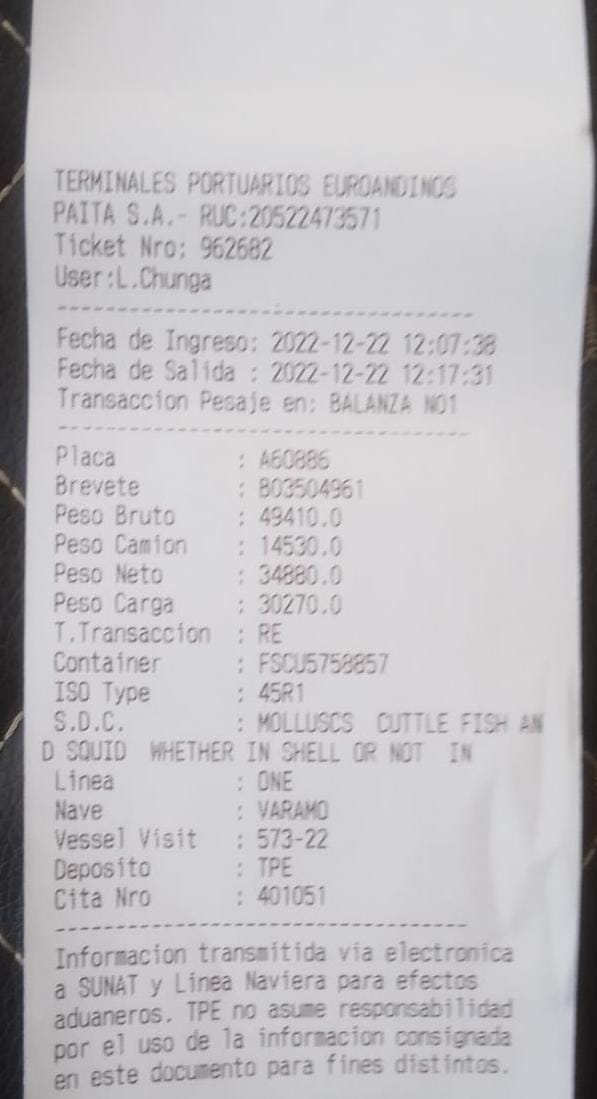 TERMINALES PORTUARIOS EUROANDINOS
PAITA S.A.- RUC:20522473571
Ticket Nro: 962682
User:L.Chunga
Fecha de Ingreso: 2022-12-22 12:07:38
Fecha de Salida : 2022-12-22 12:17:31
Transaccion Pesaje en: BALANZA NO1
Placa : A60886
Brevete : B03504961
Peso Bruto : 49410.0
Peso Camion : 14530.0
Peso Neto : 34880.0
Peso Carga : 30270.0
T.Transaccion : RE
Container : FSCU5758857
ISO Type : 45R1
S.D.C. : MOLLUSCS CUTTLE FISH AN
D SQUID WHETHER IN SHELL OR NOT IN
Linea : ONE
Nave : VARAMO
Vessel Visit : 573-22
Deposito : TPE
Cita Nro : 401051
Informacion transmitida via electronica
a SUNAT y Linea Naviera para efectos
aduaneros. TPE no asume responsabilidad
por el uso de la informacion consignada
en este documento para fines distintos.